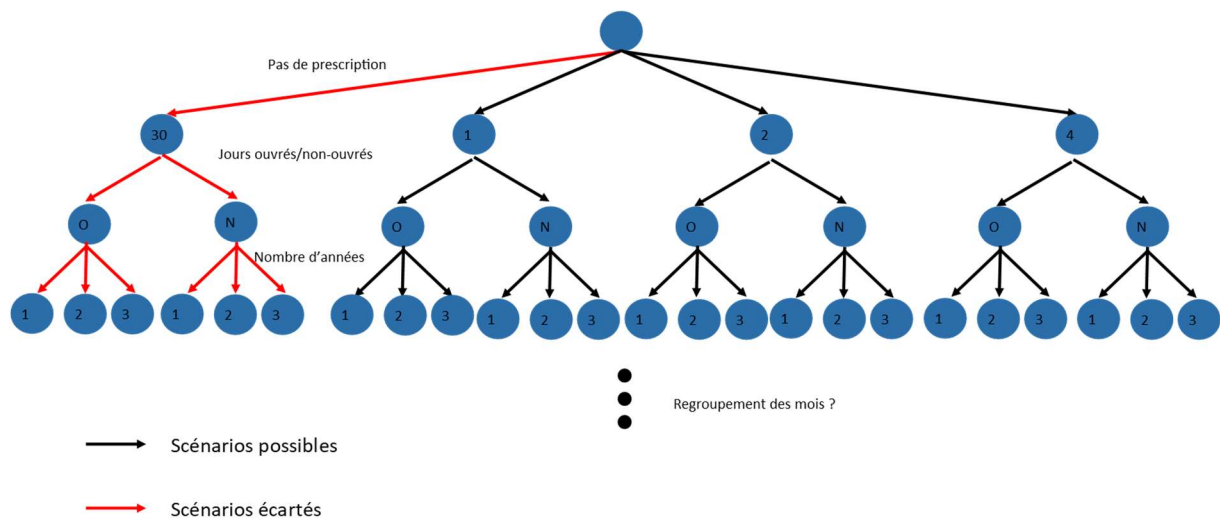 Pas de prescription
30
1
2
4
Jours ouvrés/non-ouvrés
O
N
O
N
O
N
O
N
Nombre d’années
1
2
3
1
2
3
1
2
3
1
2
3
1
2
3
1
2
3
1
2
3
1
2
3
Regroupement des mois ?
Scénarios possibles
Scénarios écartés